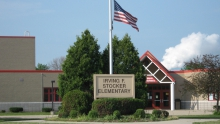 IRVING F.
STOCKER
ELEMENTARY